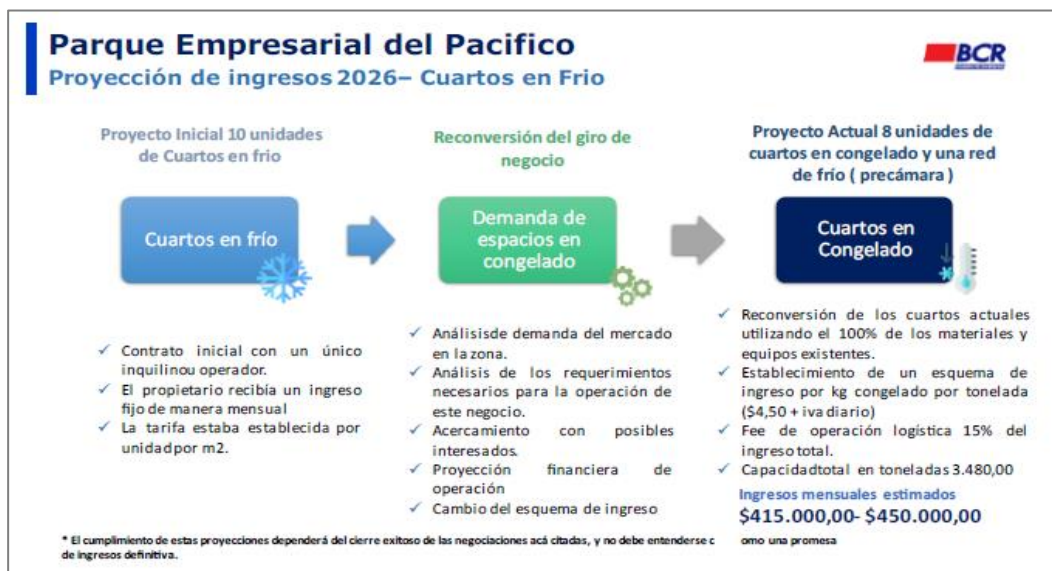 Parque Empresarial del Pacifico
Proyección de ingresos 2026– Cuartos en Frio
BCR
Proyecto Inicial 10 unidades
de Cuartos en frio
Cuartos en frío
✓ Contrato inicial con un único
inquilinou operador.
✓ El propietario recibía un ingreso
fijo de manera mensual
✓ La tarifa estaba establecida por
unidadpor m2.
Reconversión del giro de
negocio
Demanda de
espacios en
congelado
✓ Análisisde demanda del mercado
en la zona.
✓ Análisis de los requerimientos
necesarios para la operación de
este negocio.
✓ Acercamiento con posibles
interesados.
✓ Proyección financiera de
operación
✓ Cambio del esquema de ingreso
Proyecto Actual 8 unidades de
cuartos en congelado y una red
de frío ( precámara )
Cuartos en
Congelado
✓ Reconversión de los cuartos actuales
utilizando el 100% de los materiales y
equipos existentes.
✓ Establecimiento de un esquema de
ingreso por kg congelado por tonelada
($4,50 + iva diario)
✓ Fee de operación logística 15% del
ingreso total.
✓ Capacidadtotal en toneladas 3.480,00
Ingresos mensuales estimados
$415.000,00- $450.000,00
* El cumplimiento de estas proyecciones dependerá del cierre exitoso de las negociaciones acá citadas, y no debe entenderse c omo una promesa
de ingresos definitiva.